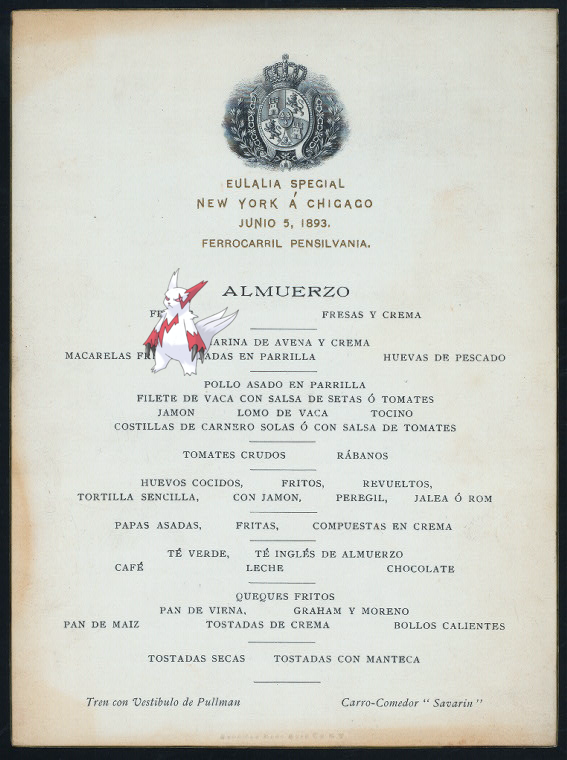 EULALIA SPECIAL
NEW YORK Á CHICAGO
JUNIO 5, 1893.
FERROCARRIL PENSILVANIA.
ALMUERZO
FRESAS Y CREMA
ARINA DE AVENA Y CREMA
MACARELAS FR ADAS EN PARRILLA HUEVAS DE PESCADO
POLLO ASADO EN PARRILLA
FILETE DE VACA CON SALSA DE SETAS Ó TOMATES
JAMON LOMO DE VACA TOCINO
COSTILLAS DE CARNERO SOLAS Ó CON SALSA DE TOMATES
TOMATES CRUDOS RÁBANOS
HUEVOS COCIDOS, FRITOS, REVUELTOS,
TORTILLA SENCILLA, CON JAMON, PEREGIL, JALEA Ó ROM
PAPAS ASADAS, FRITAS, COMPUESTAS EN CREMA
TÉ VERDE, TÉ INGLÉS DE ALMUERZO
CAFÉ LECHE CHOCOLATE
QUEQUES FRITOS
PAN DE VIENA, GRAHAM Y MORENO
PAN DE MAIZ TOSTADAS DE CREMA BOLLOS CALIENTES
TOSTADAS SECAS TOSTADAS CON MANTECA
Tren con Vestibulo de Pullman Carro-Comedor "Savarin"